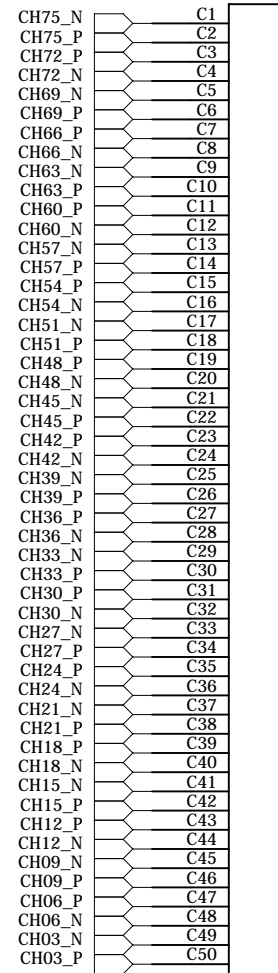 CH75_N C1
CH75_P C2
CH72_P C3
CH72_N C4
CH69_N C5
CH69_P C6
CH66_P C7
CH66_N C8
CH63_N C9
CH63_P C10
CH60_P C11
CH60_N C12
CH57_N C13
CH57_P C14
CH54_P C15
CH54_N C16
CH51_N C17
CH51_P C18
CH48_P C19
CH48_N C20
CH45_N C21
CH45_P C22
CH42_P C23
CH42_N C24
CH39_N C25
CH39_P C26
CH36_P C27
CH36_N C28
CH33_N C29
CH33_P C30
CH30_P C31
CH30_N C32
CH27_N C33
CH27_P C34
CH24_P C35
CH24_N C36
CH21_N C37
CH21_P C38
CH18_P C39
CH18_N C40
CH15_N C41
CH15_P C42
CH12_P C43
CH12_N C44
CH09_N C45
CH09_P C46
CH06_P C47
CH06_N C48
CH03_N C49
CH03_P C50